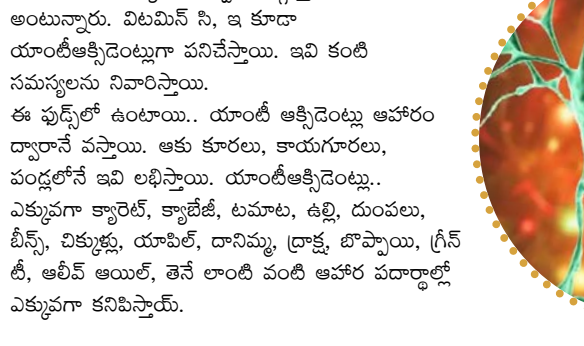 అంటున్నారు. విటమిన్ సి, ఇ కూడా
యాంటీఆక్సిడెంట్లుగా పనిచేస్తాయి. ఇవి కంటి
సమస్యలను నివారిస్తాయి.
ఈ ఫుడ్స్‌లో ఉంటాయి.. యాంటీ ఆక్సిడెంట్లు ఆహారం
ద్వారానే వస్తాయి. ఆకు కూరలు, కాయగూరలు,
పండ్లలోనే ఇవి లభిస్తాయి. యాంటీఆక్సిడెంట్లు..
ఎక్కువగా క్యారెట్, క్యాబేజీ, టమాట, ఉల్లి, దుంపలు,
బీన్స్, చిక్కుళ్లు, యాపిల్, దానిమ్మ, ద్రాక్ష, బొప్పాయి, గ్రీన్
టీ, ఆలీవ్ ఆయిల్, తెనే లాంటి వంటి ఆహార పదార్థాల్లో
ఎక్కువగా కనిపిస్తాయ్.